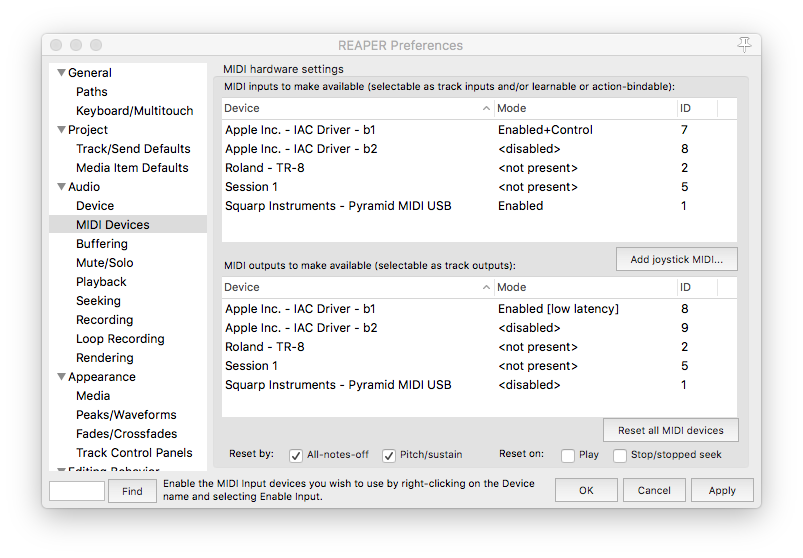 REAPER Preferences
General
Paths
Keyboard/Multitouch
Project
Track/Send Defaults
Media Item Defaults
Audio
Device
MIDI Devices
Buffering
Mute/Solo
Playback
Seeking
Recording
Loop Recording
Rendering
Appearance
Media
Peaks/Waveforms
Fades/Crossfades
Track Control Panels
Editing Behavior
MIDI hardware settings
MIDI inputs to make available (selectable as track inputs and/or learnable or action-bindable):
Device Mode ID
Apple Inc. - IAC Driver - b1 Enabled+Control 7
Apple Inc. - IAC Driver - b2 <disabled> 8
Roland - TR-8 <not present> 2
Session 1 <not present> 5
Squarp Instruments - Pyramid MIDI USB Enabled 1
Add joystick MIDI...
MIDI outputs to make available (selectable as track outputs):
Device Mode ID
Apple Inc. - IAC Driver - b1 Enabled [low latency] 8
Apple Inc. - IAC Driver - b2 <disabled> 9
Roland - TR-8 <not present> 2
Session 1 <not present> 5
Squarp Instruments - Pyramid MIDI USB <disabled> 1
Reset all MIDI devices
Reset by: All-notes-off Pitch/sustain Reset on: Play Stop/stopped seek
Find
Enable the MIDI Input devices you wish to use by right-clicking on the Device
name and selecting Enable Input.
OK Cancel Apply